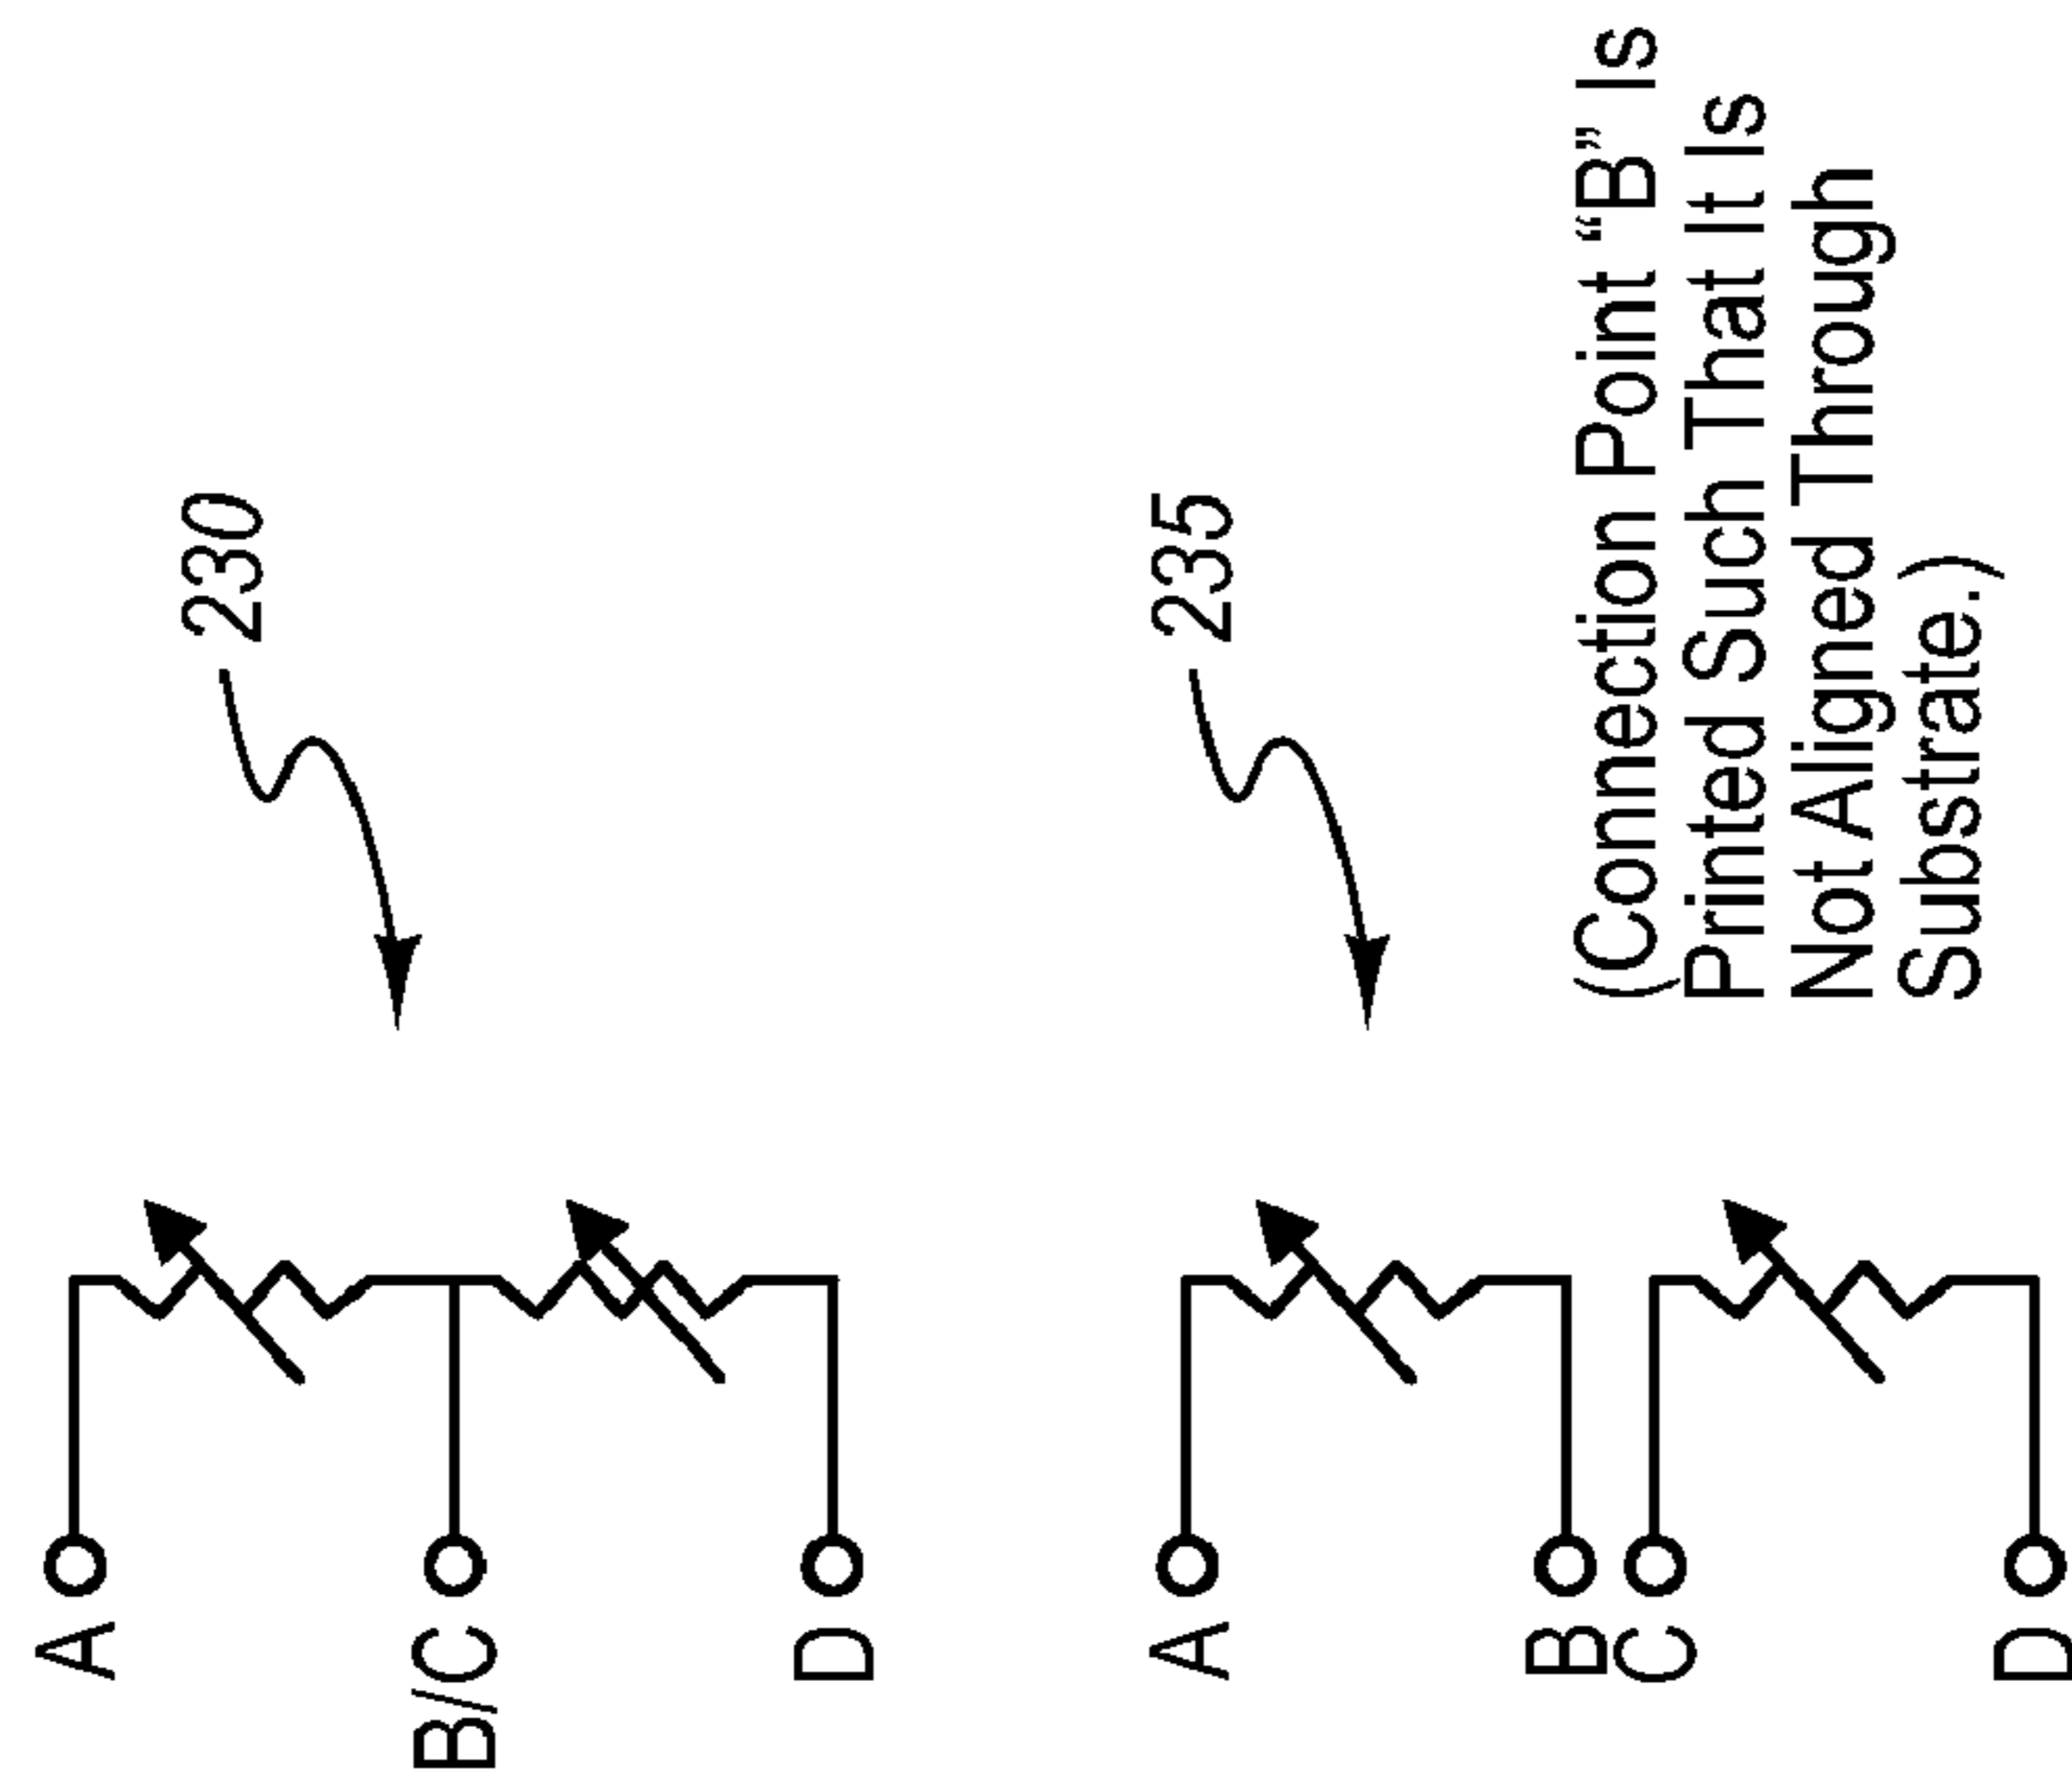 230
A
B/C
D
235
A
B
C
D
(Connection Point “B” Is
Printed Such That It Is
Not Aligned Through
Substrate.)